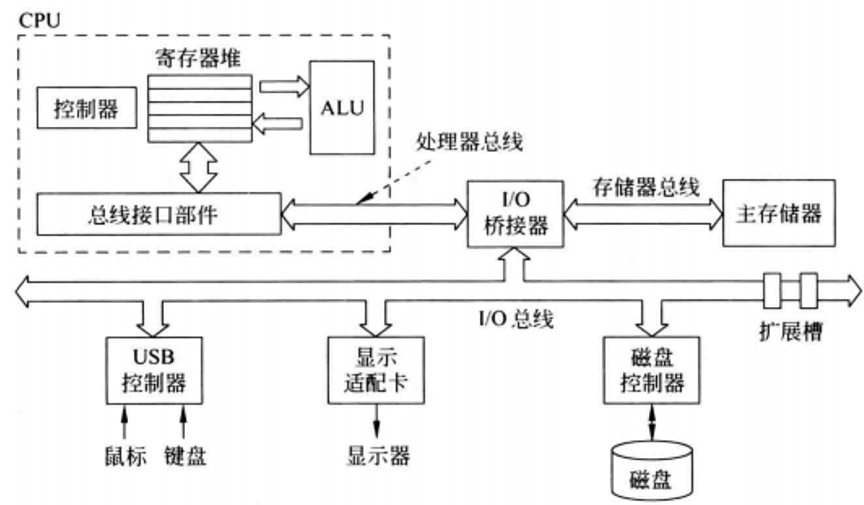 CPU
寄存器堆
控制器
ALU
处理器总线
总线接口部件
I/O
桥接器
存储器总线
主存储器
I/O 总线
扩展槽
USB
控制器
显示
适配卡
磁盘
控制器
鼠标
键盘
显示器
磁盘